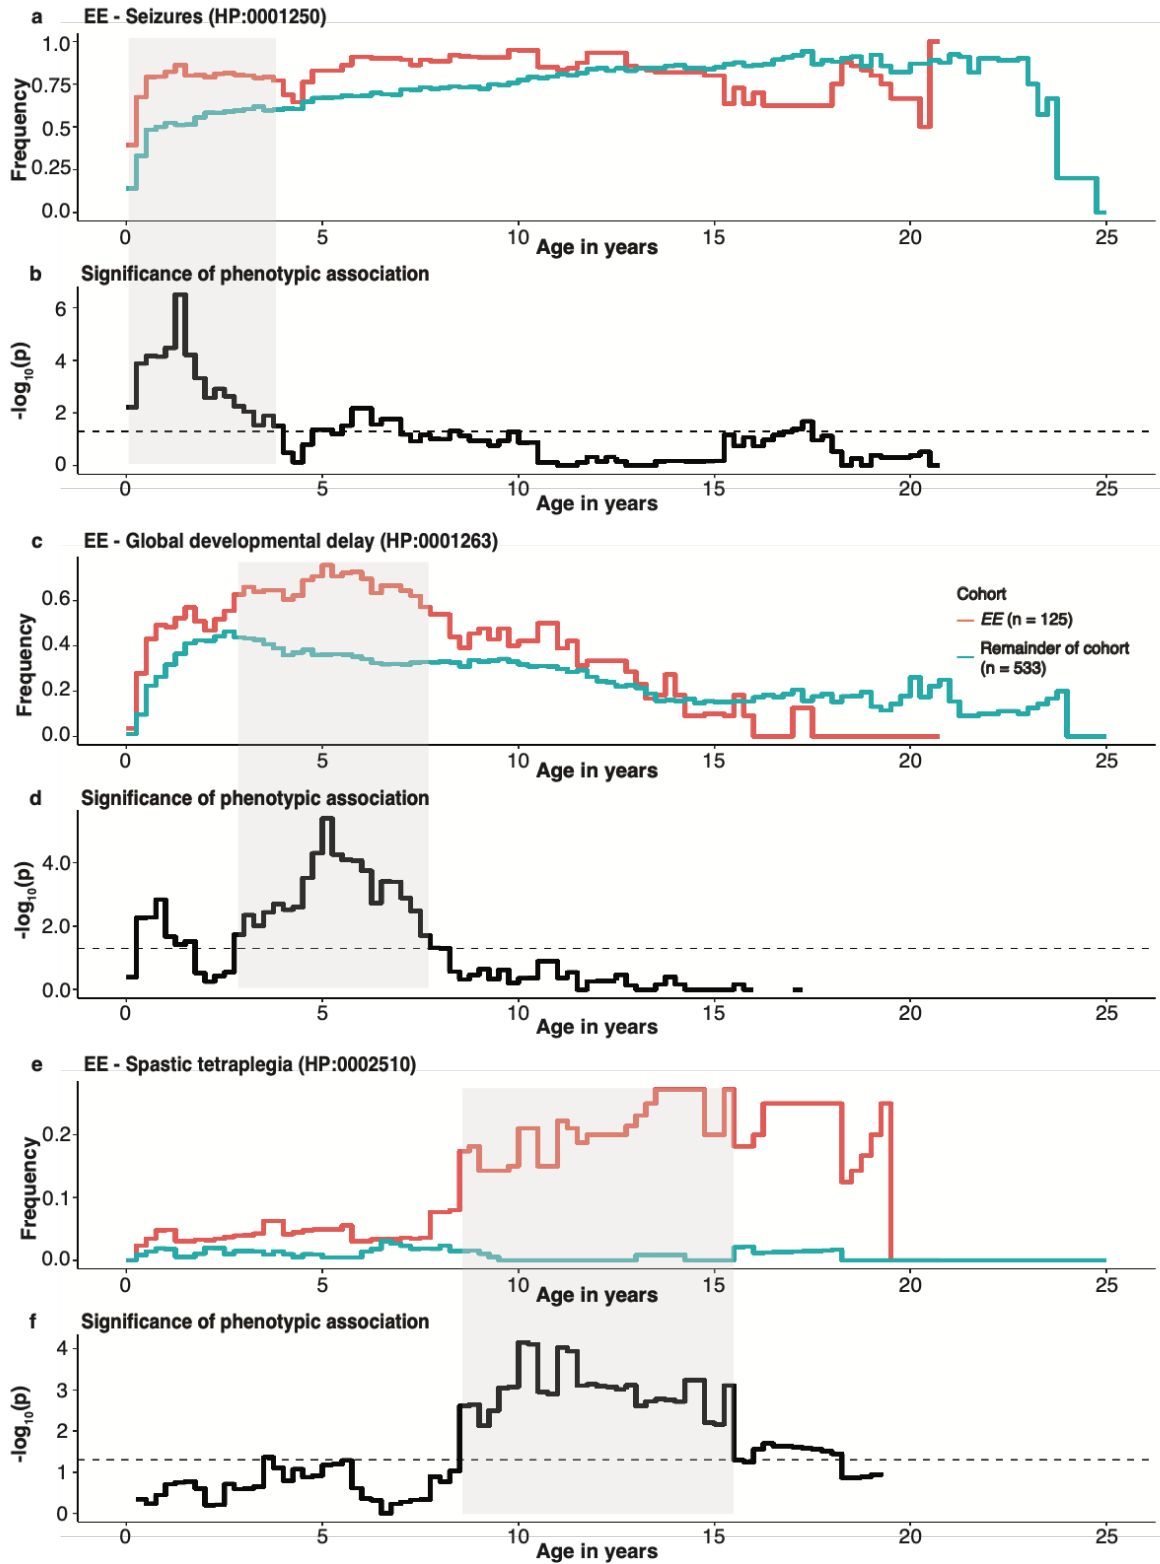 a EE - Seizures (HP:0001250)
Frequency
1.0
0.75
0.5
0.25
0.0
0 5 10 15 20 25
Age in years
b Significance of phenotypic association
-log10(p)
6
4
2
0
0 5 10 15 20 25
Age in years
c EE - Global developmental delay (HP:0001263)
Frequency
0.6
0.4
0.2
0.0
Cohort
EE (n = 125)
Remainder of cohort
(n = 533)
0 5 10 15 20 25
Age in years
d Significance of phenotypic association
-log10(p)
4.0
2.0
0.0
0 5 10 15 20 25
Age in years
e EE - Spastic tetraplegia (HP:0002510)
Frequency
0.2
0.1
0.0
0 5 10 15 20 25
Age in years
f Significance of phenotypic association
-log10(p)
4
3
2
1
0
0 5 10 15 20 25
Age in years